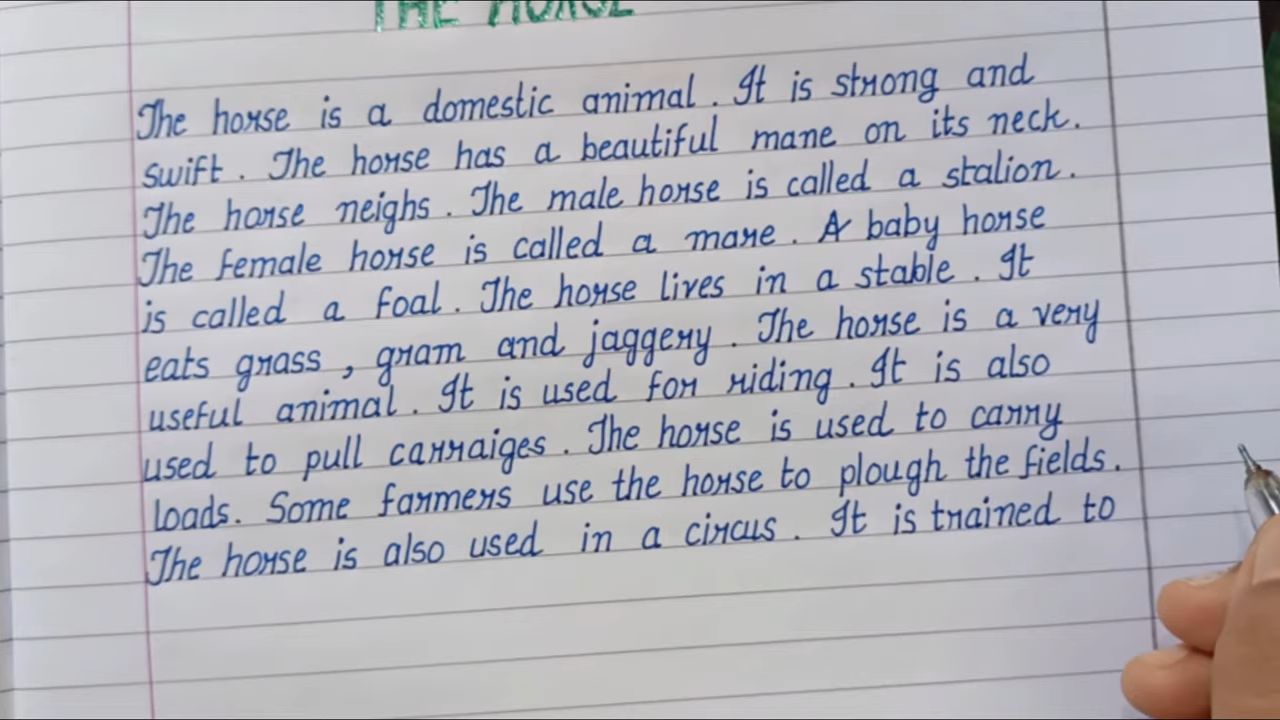 THE HORSE
The horse is a domestic animal. It is strong and
swift. The horse has a beautiful mane on its neck.
The horse neighs. The male horse is called a stalion.
The female horse is called a mare. A baby horse
is called a foal. The horse lives in a stable. It
eats grass, gram and jaggery. The horse is a very
useful animal. It is used for riding. It is also
used to pull carraiges. The horse is used to carry
loads. Some farmers use the horse to plough the fields.
The horse is also used in a circus. It is trained to